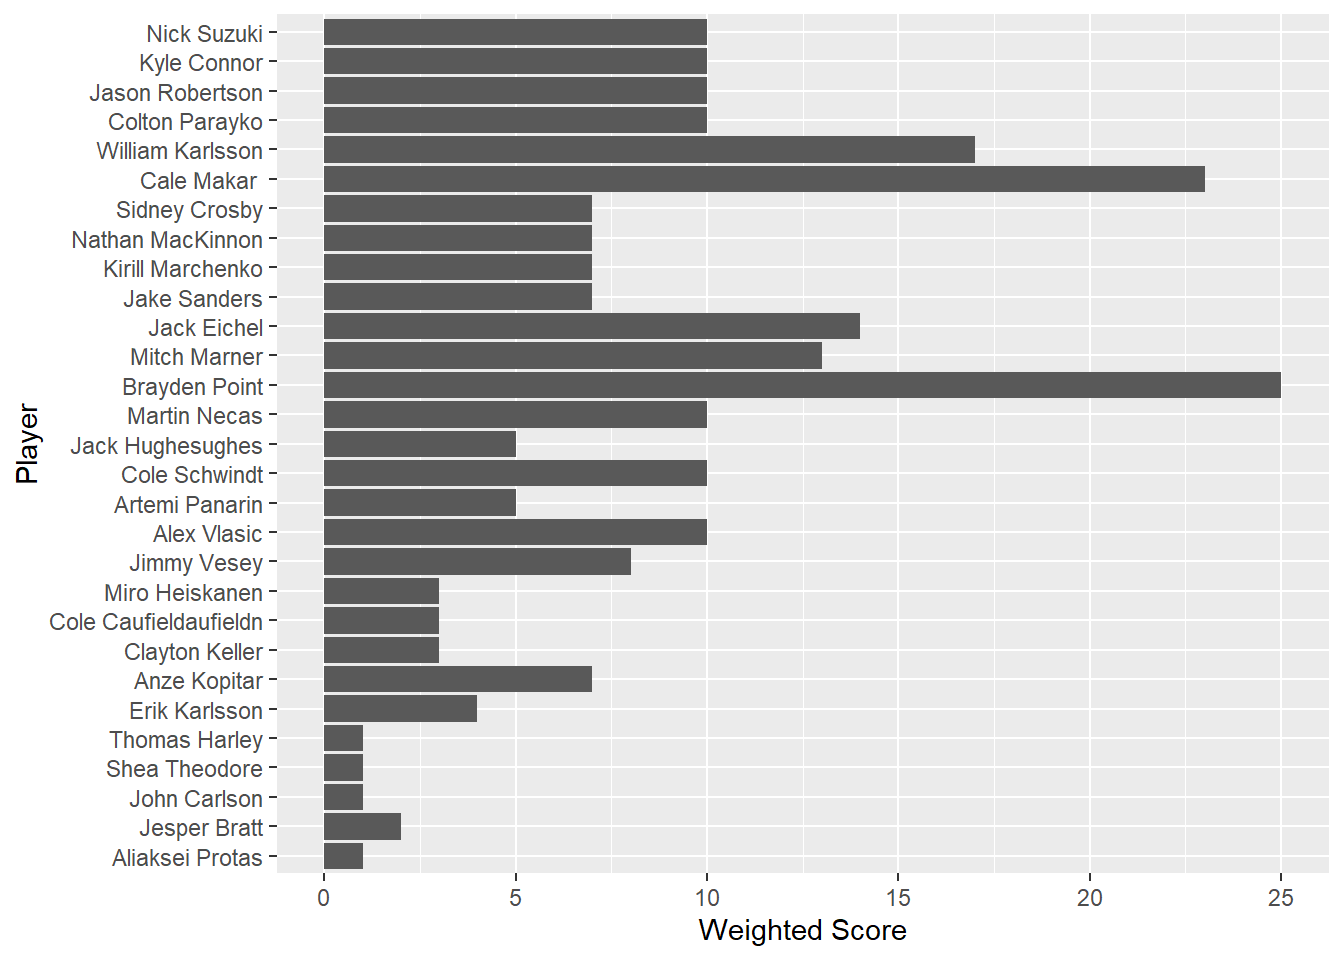 Nick Suzuki
Kyle Connor
Jason Robertson
Colton Parayko
William Karlsson
Cale Makar
Sidney Crosby
Nathan MacKinnon
Kirill Marchenko
Jake Sanders
Jack Eichel
Mitch Marner
Brayden Point
Martin Necas
Jack Hughesughes
Cole Schwindt
Artemi Panarin
Alex Vlasic
Jimmy Vesey
Miro Heiskanen
Cole Caufieldaufieldn
Clayton Keller
Anze Kopitar
Erik Karlsson
Thomas Harley
Shea Theodore
John Carlson
Jesper Bratt
Aliaksei Protas
Player
0 5 10 15 20 25
Weighted Score